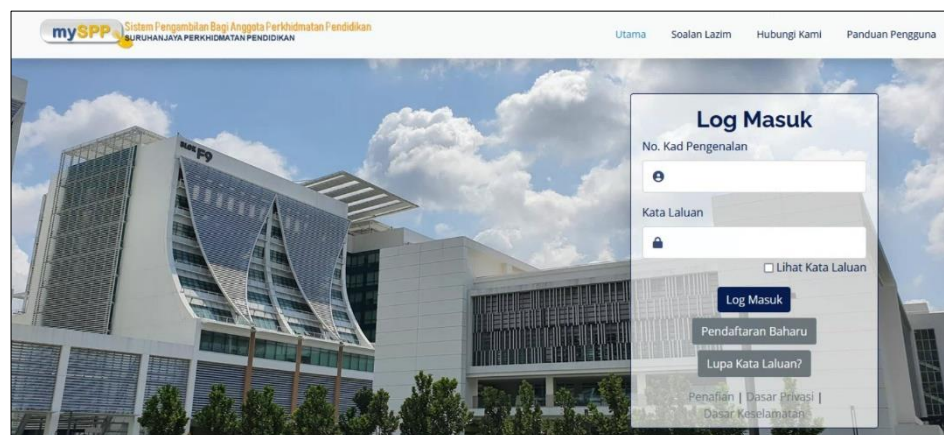 mySPP Sistem Pengambilan Bagi Anggota Perkhidmatan Pendidikan
SURUHANJAYA PERKHIDMATAN PENDIDIKAN
Utama Soalan Lazim Hubungi Kami Panduan Pengguna
BLOK F9
Log Masuk
No. Kad Pengenalan
Kata Laluan
Lihat Kata Laluan
Log Masuk
Pendaftaran Baharu
Lupa Kata Laluan?
Penafian | Dasar Privasi |
Dasar Keselamatan